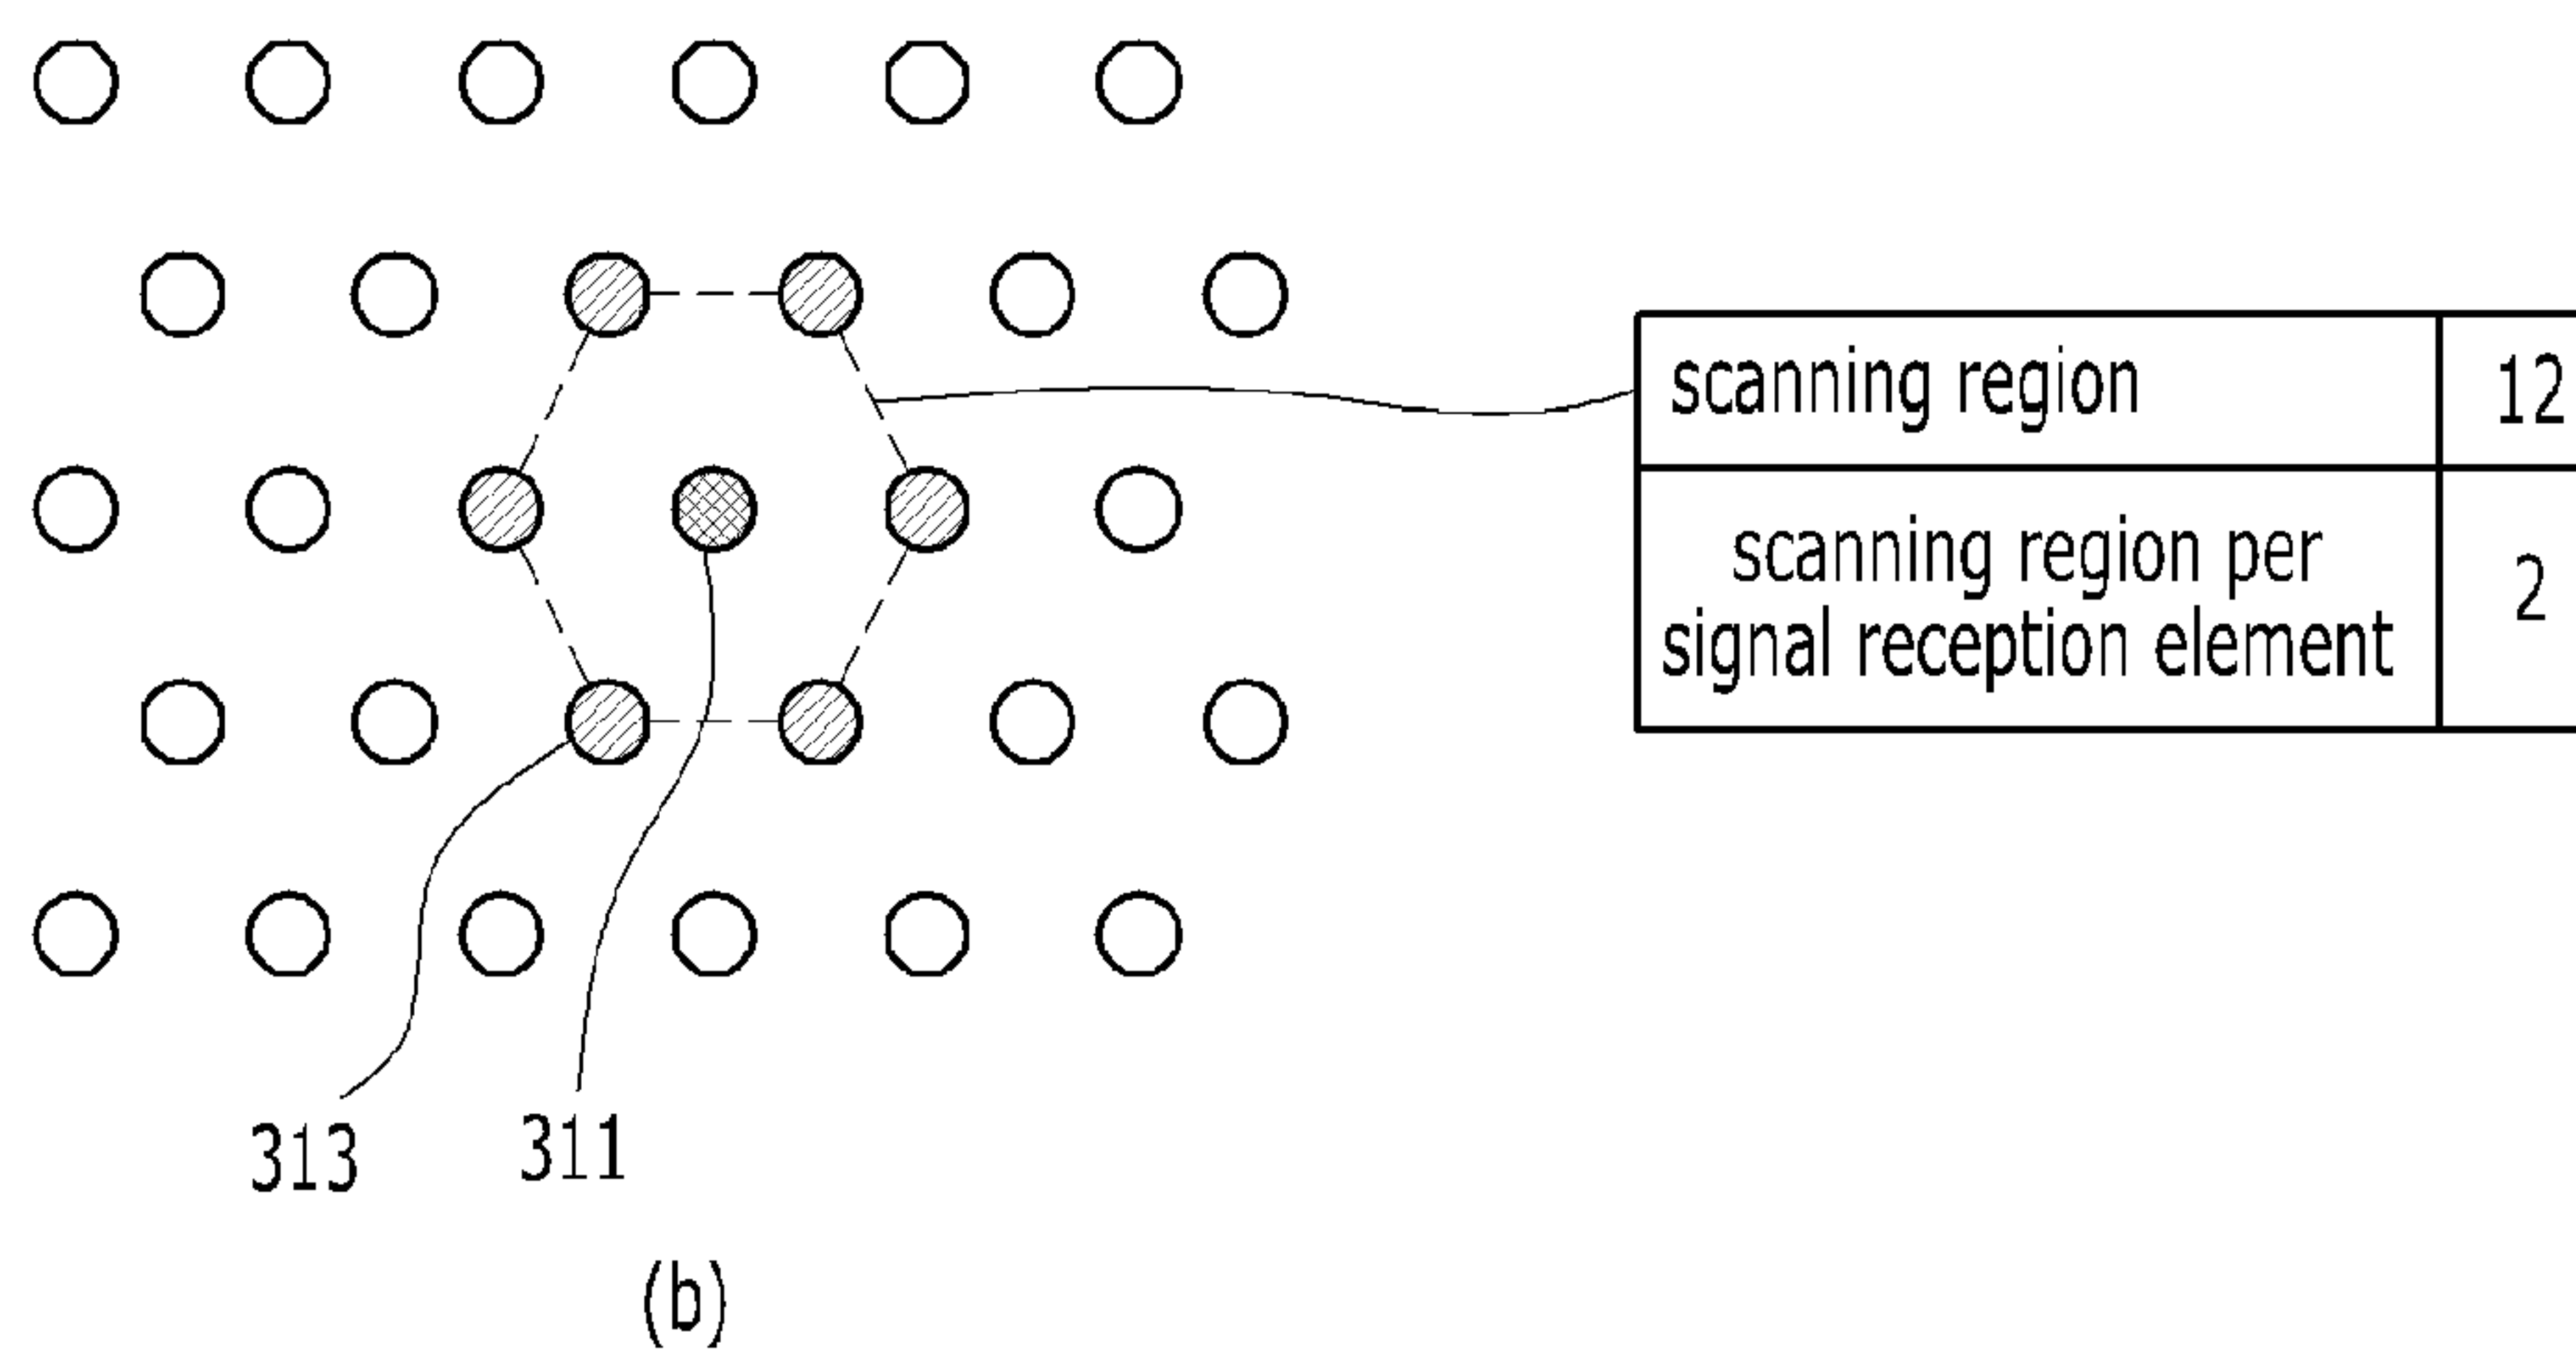 scanning region 12
scanning region per
signal reception element 2
313 311
(b)